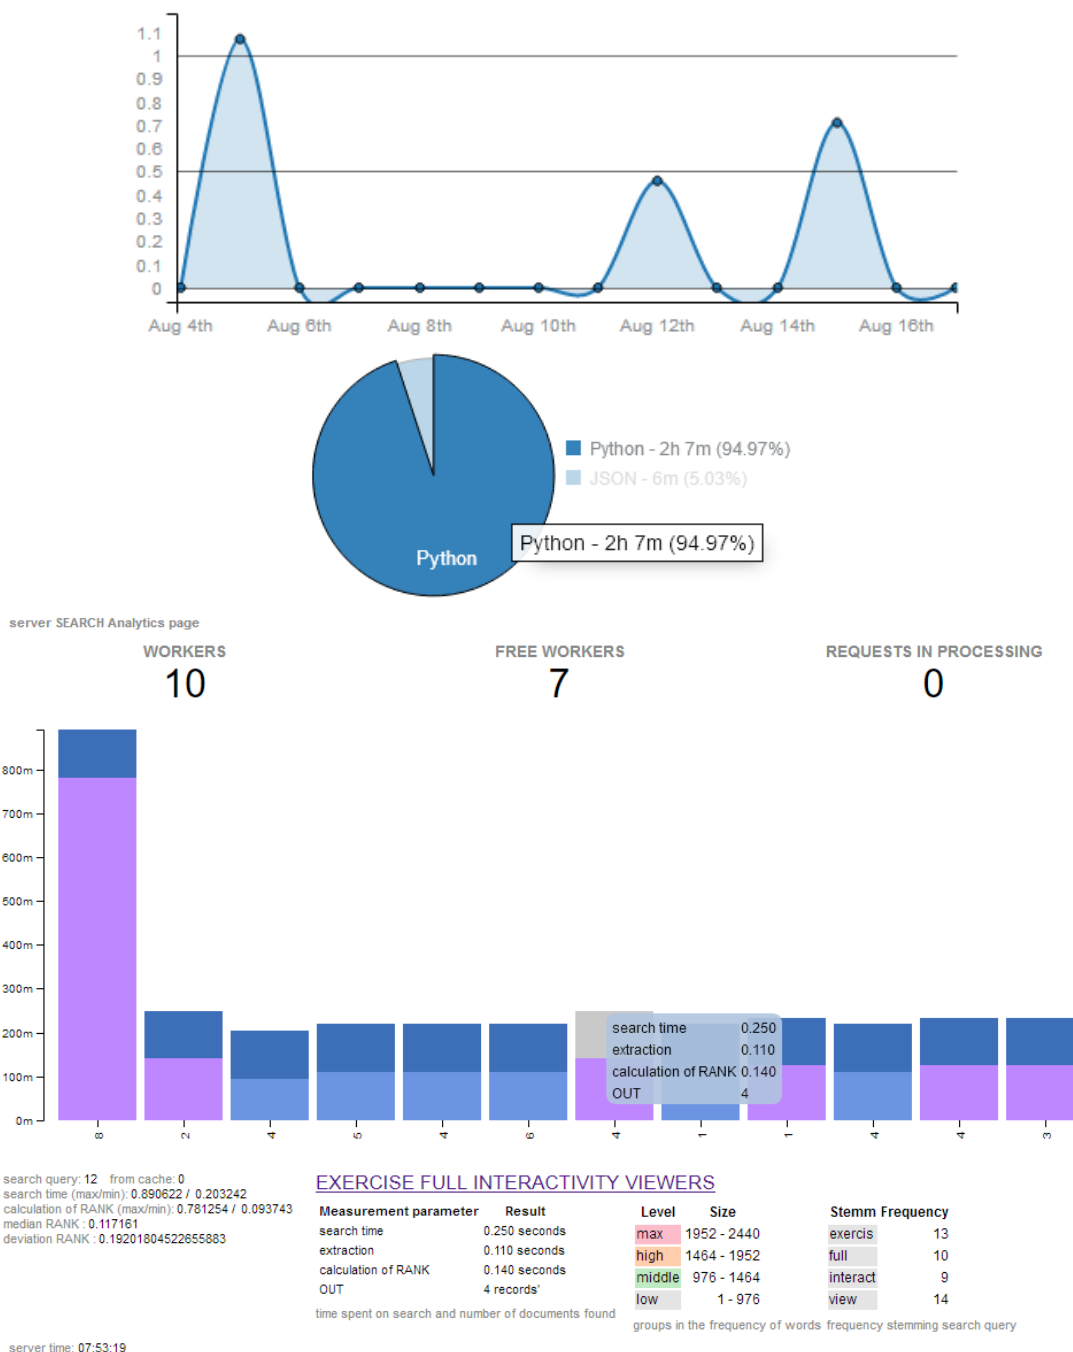 1.1
1
0.9
0.8
0.7
0.6
0.5
0.4
0.3
0.2
0.1
0
Aug 4th Aug 6th Aug 8th Aug 10th Aug 12th Aug 14th Aug 16th
Python - 2h 7m (94.97%)
JSON - 6m (5.03%)
Python - 2h 7m (94.97%)
Python
server SEARCH Analytics page
WORKERS FREE WORKERS REQUESTS IN PROCESSING
10 7 0
800m
700m
600m
500m
400m
300m
200m
100m
0m
search time 0.250
extraction 0.110
calculation of RANK 0.140
OUT 4
8 2 4 5 4 6 4 1 1 4 4 3
search query: 12 from cache: 0
search time (max/min): 0.890622 / 0.203242
calculation of RANK (max/min): 0.781254 / 0.093743
median RANK : 0.117161
deviation RANK : 0.19201804522655883
EXERCISE FULL INTERACTIVITY VIEWERS
Measurement parameter Result
search time 0.250 seconds
extraction 0.110 seconds
calculation of RANK 0.140 seconds
OUT 4 records'
time spent on search and number of documents found
Level Size
max 1952 - 2440
high 1464 - 1952
middle 976 - 1464
low 1 - 976
groups in the frequency of words
Stemm Frequency
exercis 13
full 10
interact 9
view 14
frequency stemming search query
server time: 07:53:19